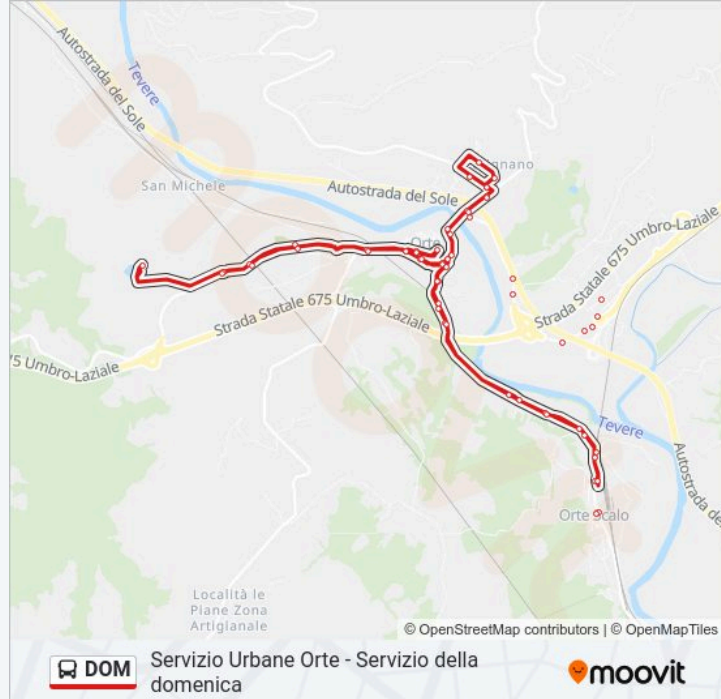 Autostrada del Sole
Tevere
gnano
San Michele
Autostrada del Sole
Orte
Strada Statale 675 Umbro-Laziale
Strada Statale 675 Umbro-Laziale
75 Umbro-Laziale
Tevere
Autostrada de
Orte Scalo
Località le
Piane Zona
Artigianale
© OpenStreetMap contributors | © OpenMapTiles
DOM
Servizio Urbane Orte - Servizio della
domenica
moovit